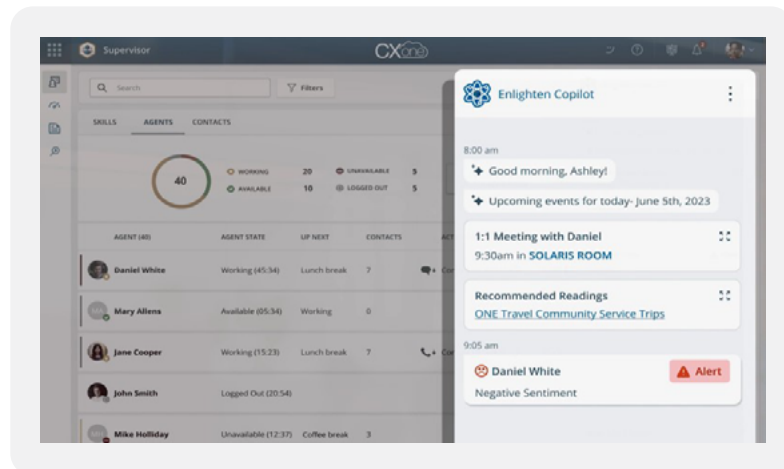 Supervisor
CXone
Search
Filters
SKILLS AGENTS CONTACTS
40
WORKING 20 UNAVAILABLE 5
AVAILABLE 10 LOGGED OUT 5
AGENT (40) AGENT STATE UP NEXT CONTACTS
Daniel White Working (45:34) Lunch break 7
MA Mary Allens Available (05:34) Working 0
Jane Cooper Working (15:23) Lunch break 7
John Smith Logged Out (20:54)
Mike Holliday Unavailable (12:37) Coffee break 3
Enlighten Copilot
8:00 am
Good morning, Ashley!
Upcoming events for today- June 5th, 2023
1:1 Meeting with Daniel
9:30am in SOLARIS ROOM
Recommended Readings
ONE Travel Community Service Trips
9:05 am
Daniel White Alert
Negative Sentiment